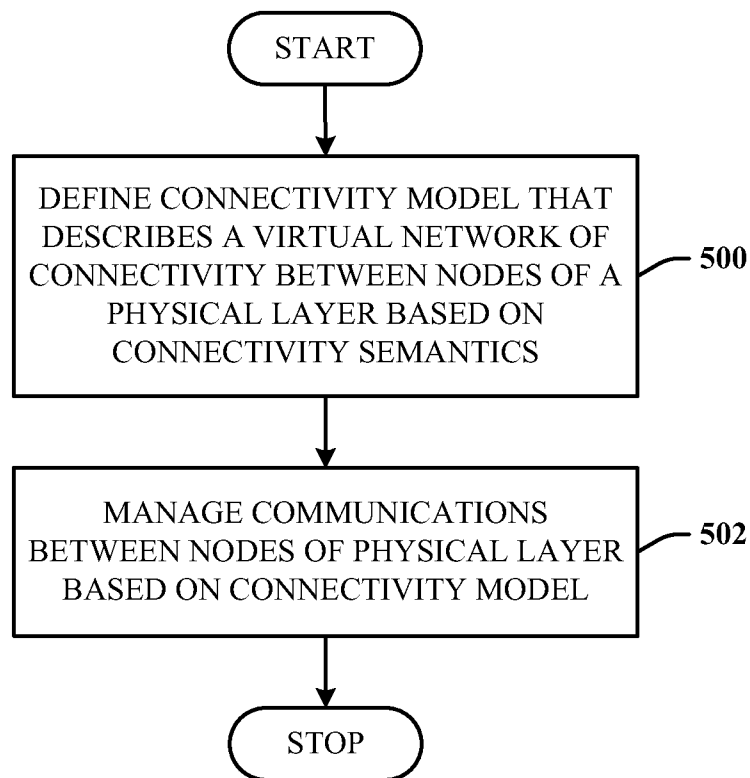 START
DEFINE CONNECTIVITY MODEL THAT
DESCRIBES A VIRTUAL NETWORK OF
CONNECTIVITY BETWEEN NODES OF A
PHYSICAL LAYER BASED ON
CONNECTIVITY SEMANTICS
500
MANAGE COMMUNICATIONS
BETWEEN NODES OF PHYSICAL LAYER
BASED ON CONNECTIVITY MODEL
502
STOP